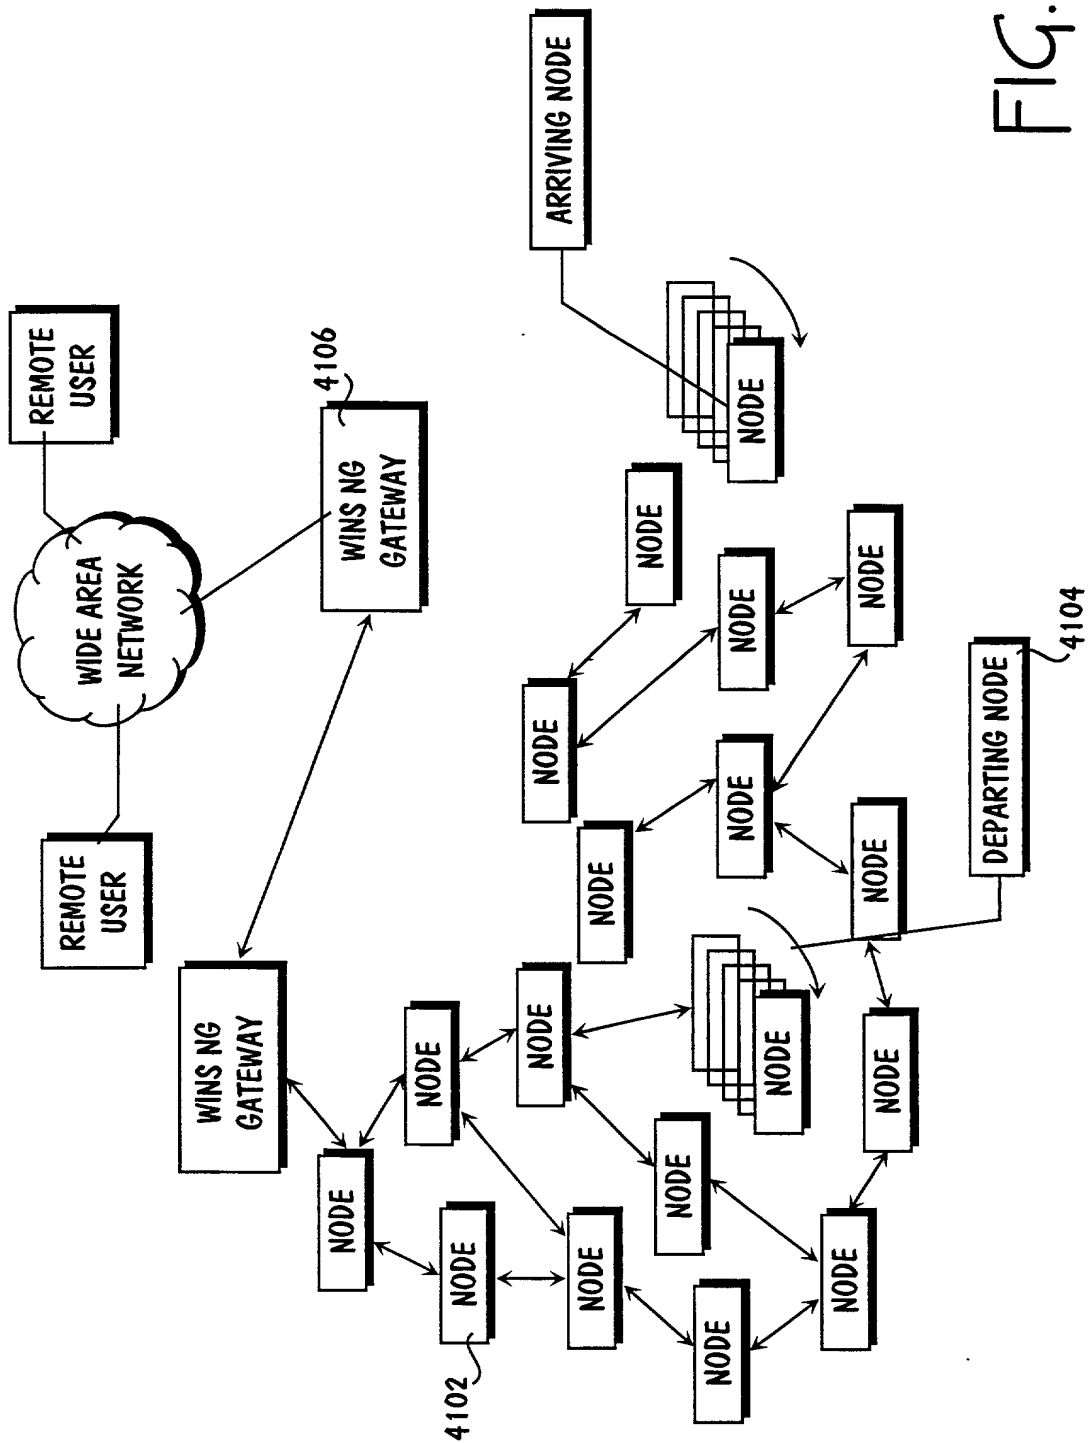 REMOTE
USER
WIDE AREA
NETWORK
REMOTE
USER
WINS NG
GATEWAY
4106
WINS NG
GATEWAY
NODE
NODE
4102
NODE
NODE
NODE
ARRIVING NODE
NODE
NODE
NODE
NODE
NODE
NODE
NODE
NODE
NODE
NODE
NODE
NODE
NODE
DEPARTING NODE
4104
FIG.